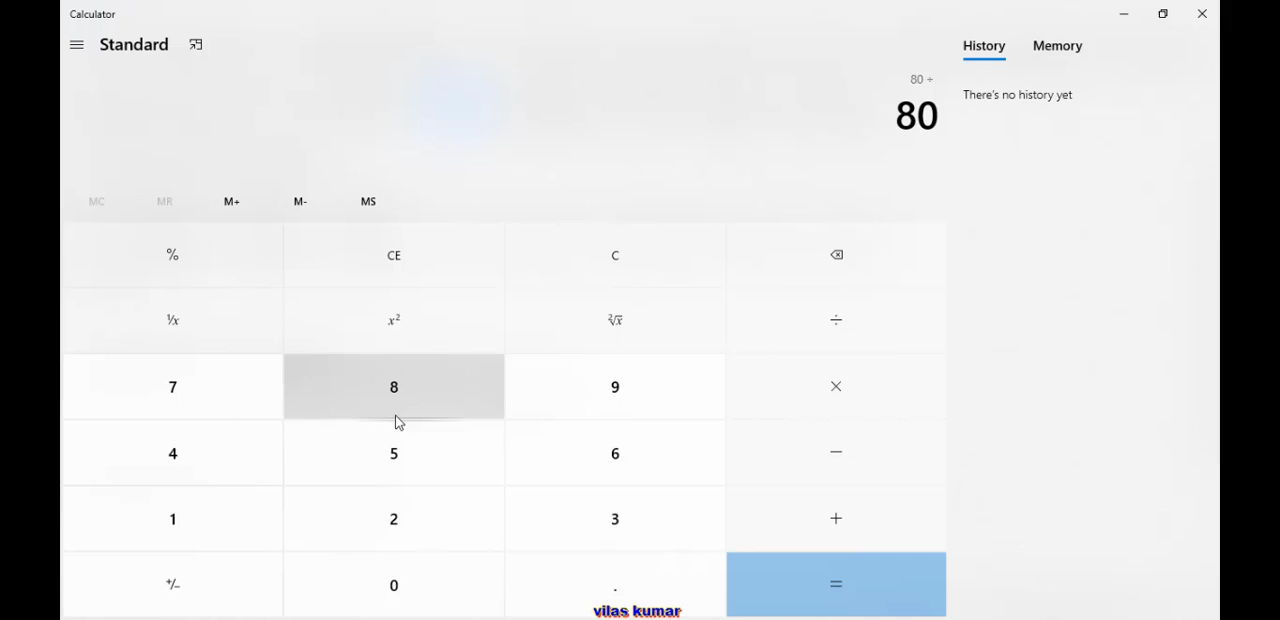 Calculator
Standard
History Memory
80 ÷
80
There's no history yet
MC MR M+ M- MS
% CE C
⅟x x² ²√x ÷
7 8 9 ×
4 5 6 −
1 2 3 +
+/− 0 . =
vilas kumar